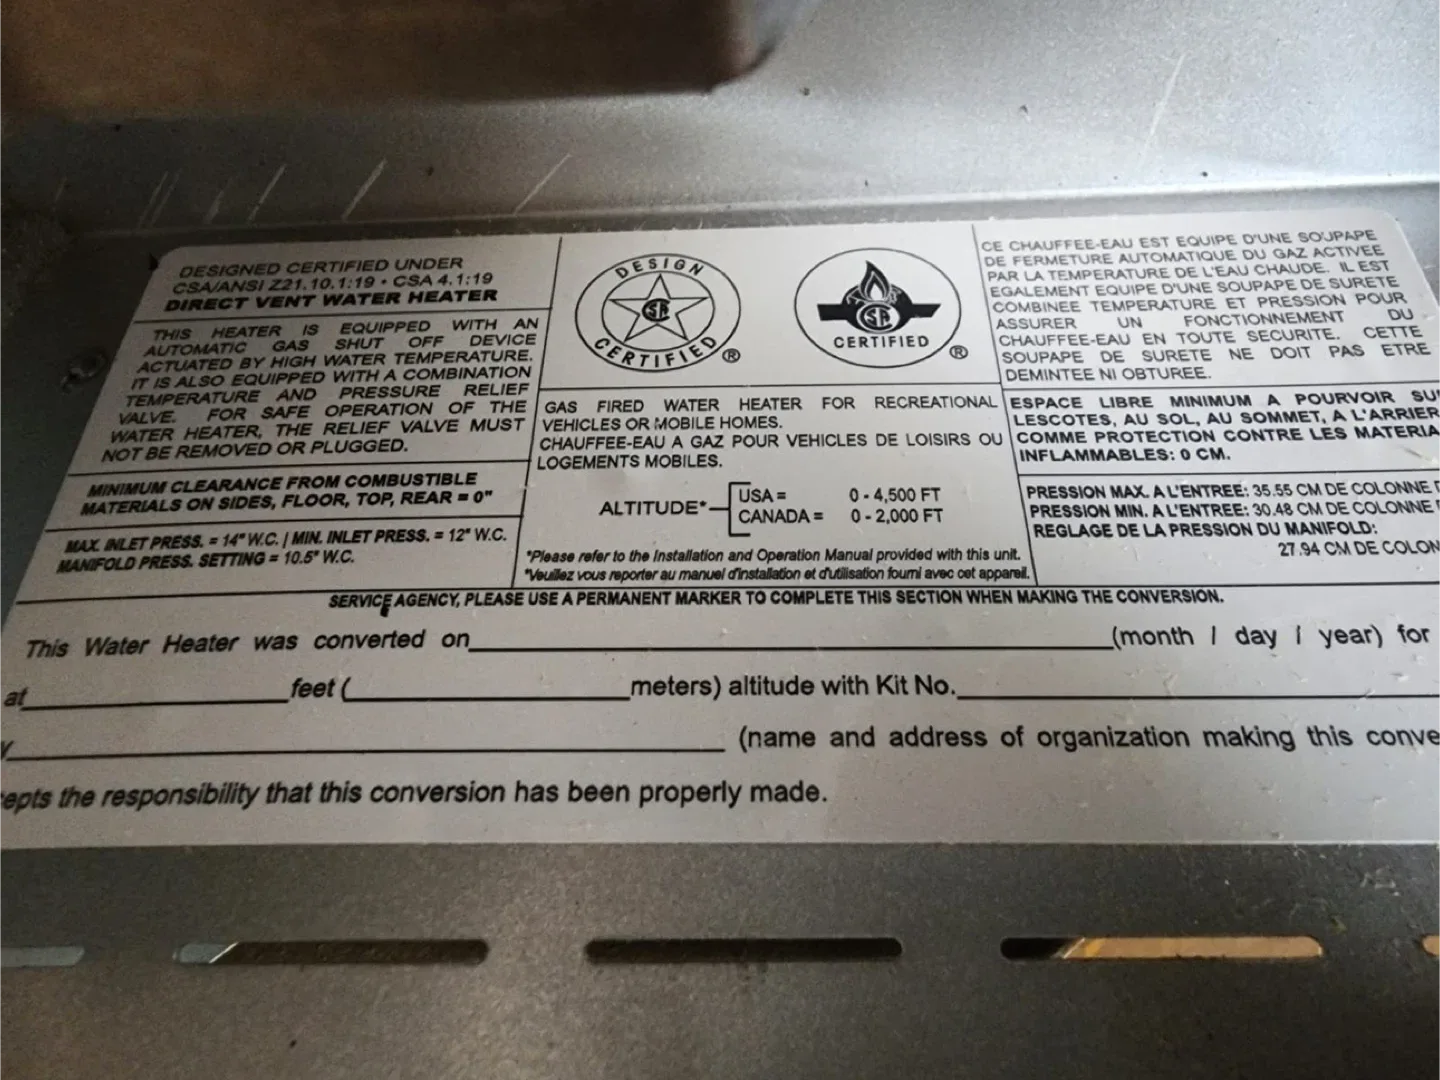 DESIGNED CERTIFIED UNDER
CSA/ANSI Z21.10.1:19 • CSA 4.1:19
DIRECT VENT WATER HEATER
THIS HEATER IS EQUIPPED WITH AN
AUTOMATIC GAS SHUT OFF DEVICE
ACTUATED BY HIGH WATER TEMPERATURE.
IT IS ALSO EQUIPPED WITH A COMBINATION
TEMPERATURE AND PRESSURE RELIEF
VALVE. FOR SAFE OPERATION OF THE
WATER HEATER, THE RELIEF VALVE MUST
NOT BE REMOVED OR PLUGGED.
MINIMUM CLEARANCE FROM COMBUSTIBLE
MATERIALS ON SIDES, FLOOR, TOP, REAR = 0"
MAX. INLET PRESS. = 14" W.C. | MIN. INLET PRESS. = 12" W.C.
MANIFOLD PRESS. SETTING = 10.5" W.C.
DESIGN
CERTIFIED ®
CERTIFIED ®
GAS FIRED WATER HEATER FOR RECREATIONAL
VEHICLES OR MOBILE HOMES.
CHAUFFEE-EAU A GAZ POUR VEHICLES DE LOISIRS OU
LOGEMENTS MOBILES.
ALTITUDE*
USA = 0 - 4,500 FT
CANADA = 0 - 2,000 FT
*Please refer to the Installation and Operation Manual provided with this unit.
*Veuillez vous reporter au manuel d'installation et d'utilisation fourni avec cet appareil.
CE CHAUFFEE-EAU EST EQUIPE D'UNE SOUPAPE
DE FERMETURE AUTOMATIQUE DU GAZ ACTIVEE
PAR LA TEMPERATURE DE L'EAU CHAUDE. IL EST
EGALEMENT EQUIPE D'UNE SOUPAPE DE SURETE
COMBINEE TEMPERATURE ET PRESSION POUR
ASSURER UN FONCTIONNEMENT DU
CHAUFFEE-EAU EN TOUTE SECURITE. CETTE
SOUPAPE DE SURETE NE DOIT PAS ETRE
DEMINTEE NI OBTUREE.
ESPACE LIBRE MINIMUM A POURVOIR SU
LESCOTES, AU SOL, AU SOMMET, A L'ARRIER
COMME PROTECTION CONTRE LES MATERIA
INFLAMMABLES: 0 CM.
PRESSION MAX. A L'ENTREE: 35.55 CM DE COLONNE
PRESSION MIN. A L'ENTREE: 30.48 CM DE COLONNE
REGLAGE DE LA PRESSION DU MANIFOLD:
27.94 CM DE COLON
SERVICE AGENCY, PLEASE USE A PERMANENT MARKER TO COMPLETE THIS SECTION WHEN MAKING THE CONVERSION.
This Water Heater was converted on (month / day / year) for
at feet ( meters) altitude with Kit No.
y (name and address of organization making this conve
epts the responsibility that this conversion has been properly made.